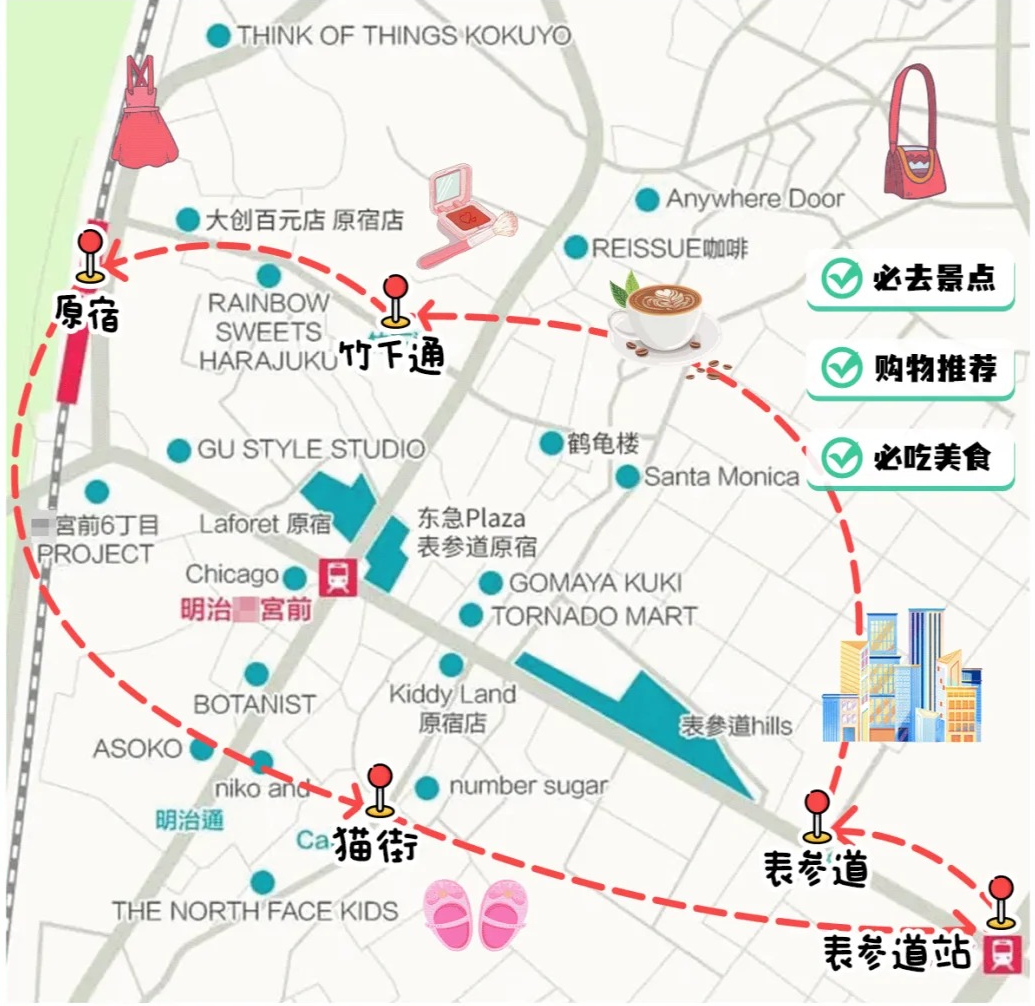 THINK OF THINGS KOKUYO
Anywhere Door
大创百元店 原宿店
REISSUE咖啡
必去景点
原宿
RAINBOW
SWEETS
HARAJUKU
竹下通
购物推荐
GU STYLE STUDIO
鹤龟楼
必吃美食
Santa Monica
宮前6丁目
PROJECT
Laforet 原宿
东急Plaza
表参道原宿
Chicago
明治
宮前
GOMAYA KUKI
TORNADO MART
BOTANIST
Kiddy Land
原宿店
表参道hills
ASOKO
niko and
number sugar
明治通
Ca
猫街
表参道
THE NORTH FACE KIDS
表参道站